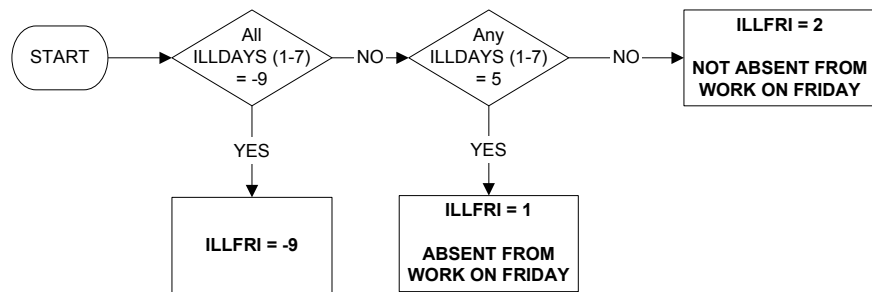 START
All
ILLDAYS (1-7)
= -9
NO
Any
ILLDAYS (1-7)
= 5
NO
ILLFRI = 2
NOT ABSENT FROM
WORK ON FRIDAY
YES
YES
ILLFRI = -9
ILLFRI = 1
ABSENT FROM
WORK ON FRIDAY